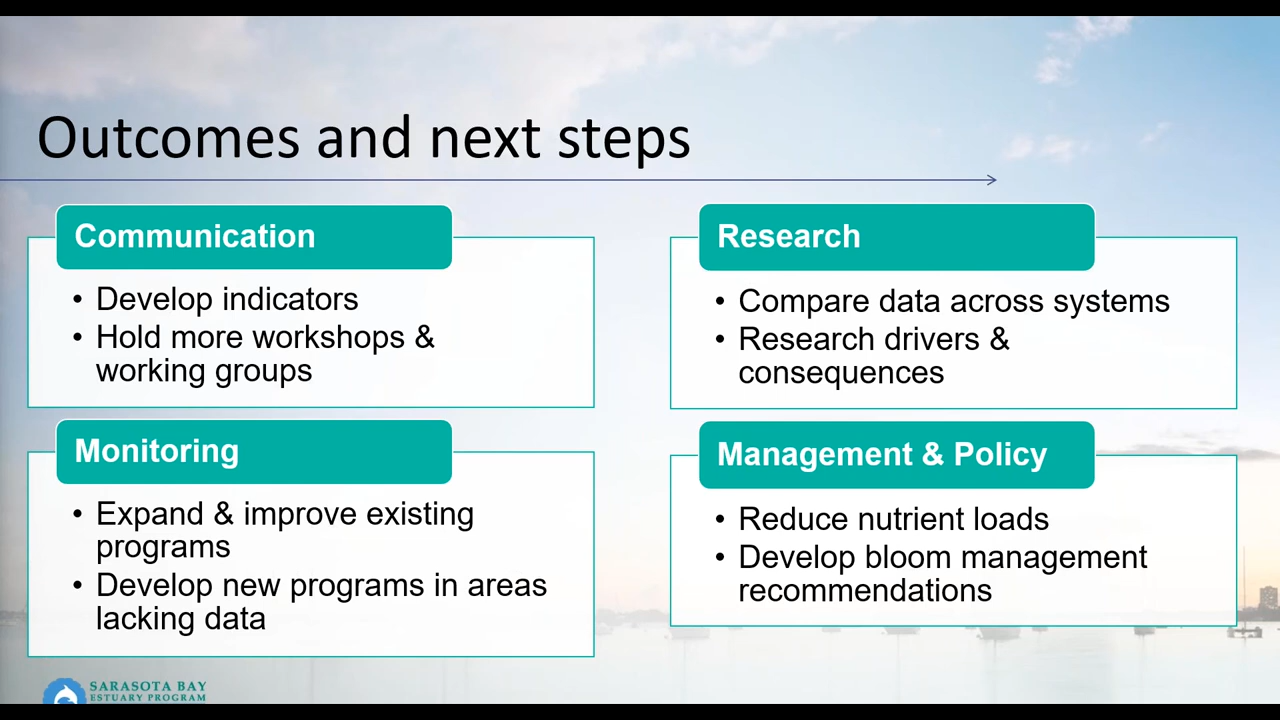 Outcomes and next steps
Communication
• Develop indicators
• Hold more workshops &
working groups
Research
• Compare data across systems
• Research drivers &
consequences
Monitoring
• Expand & improve existing
programs
• Develop new programs in areas
lacking data
Management & Policy
• Reduce nutrient loads
• Develop bloom management
recommendations
SARASOTA BAY
ESTUARY PROGRAM